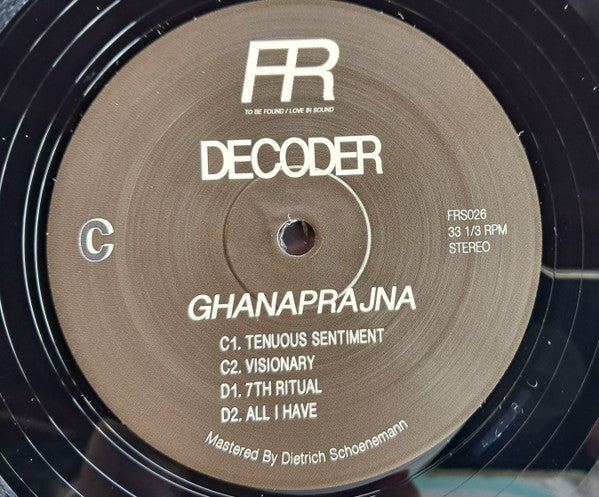 FR
TO BE FOUND / LOVE IN SOUND
DECODER
C
FRS026
33 1/3 RPM
STEREO
GHANAPRAJNA
C1. TENUOUS SENTIMENT
C2. VISIONARY
D1. 7TH RITUAL
D2. ALL I HAVE
Mastered By Dietrich Schoenemann